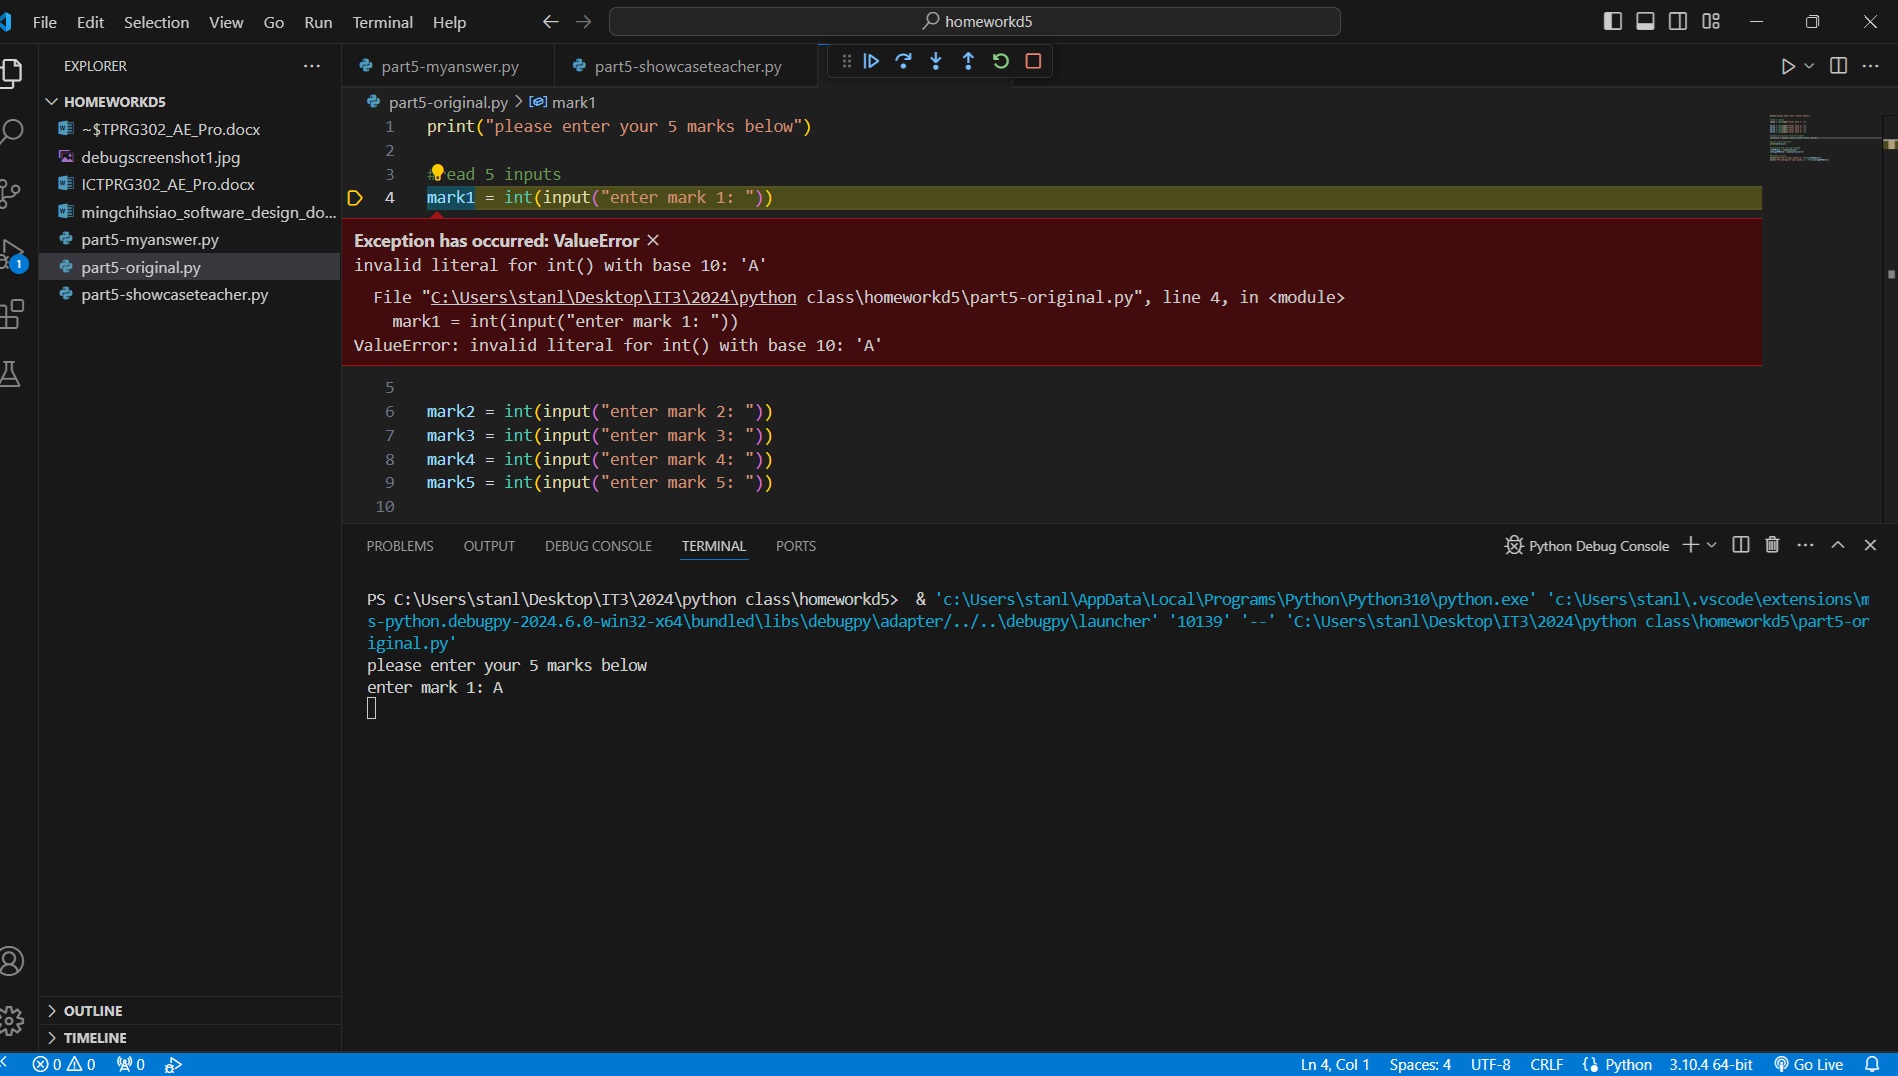 File Edit Selection View Go Run Terminal Help
homeworkd5
EXPLORER
part5-myanswer.py
part5-showcaseteacher.py
HOMEWORKD5
~$TPRG302_AE_Pro.docx
debugscreenshot1.jpg
ICTPRG302_AE_Pro.docx
mingchihsiao_software_design_do...
part5-myanswer.py
part5-original.py
part5-showcaseteacher.py
1
part5-original.py > mark1
1 print("please enter your 5 marks below")
2
3 #read 5 inputs
4 mark1 = int(input("enter mark 1: "))
Exception has occurred: ValueError
invalid literal for int() with base 10: 'A'
File "C:\Users\stanl\Desktop\IT3\2024\python class\homeworkd5\part5-original.py", line 4, in <module>
mark1 = int(input("enter mark 1: "))
ValueError: invalid literal for int() with base 10: 'A'
5
6 mark2 = int(input("enter mark 2: "))
7 mark3 = int(input("enter mark 3: "))
8 mark4 = int(input("enter mark 4: "))
9 mark5 = int(input("enter mark 5: "))
10
PROBLEMS OUTPUT DEBUG CONSOLE TERMINAL PORTS
Python Debug Console
PS C:\Users\stanl\Desktop\IT3\2024\python class\homeworkd5>  & 'c:\Users\stanl\AppData\Local\Programs\Python\Python310\python.exe' 'c:\Users\stanl\.vscode\extensions\m
s-python.debugpy-2024.6.0-win32-x64\bundled\libs\debugpy\adapter/../..\debugpy\launcher' '10139' '--' 'C:\Users\stanl\Desktop\IT3\2024\python class\homeworkd5\part5-or
iginal.py'
please enter your 5 marks below
enter mark 1: A
OUTLINE
TIMELINE
0 0 0
Ln 4, Col 1 Spaces: 4 UTF-8 CRLF Python 3.10.4 64-bit Go Live